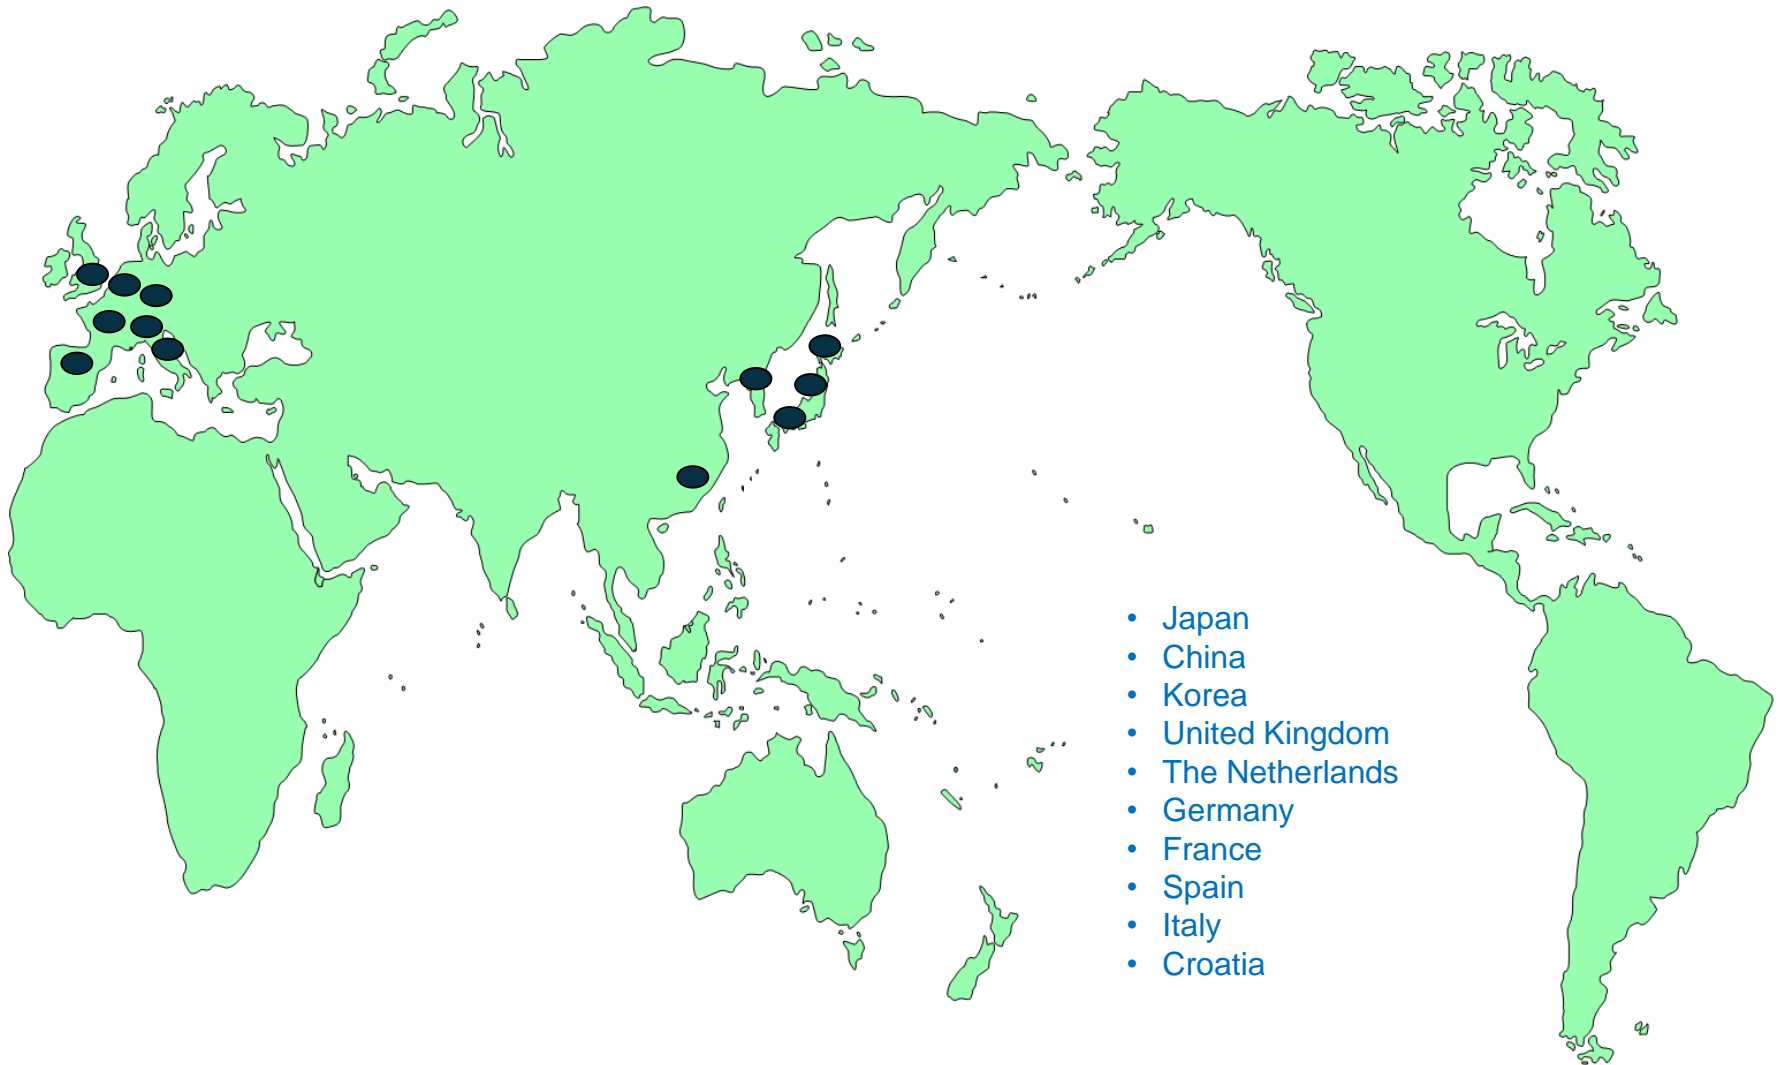 • Japan
• China
• Korea
• United Kingdom
• The Netherlands
• Germany
• France
• Spain
• Italy
• Croatia